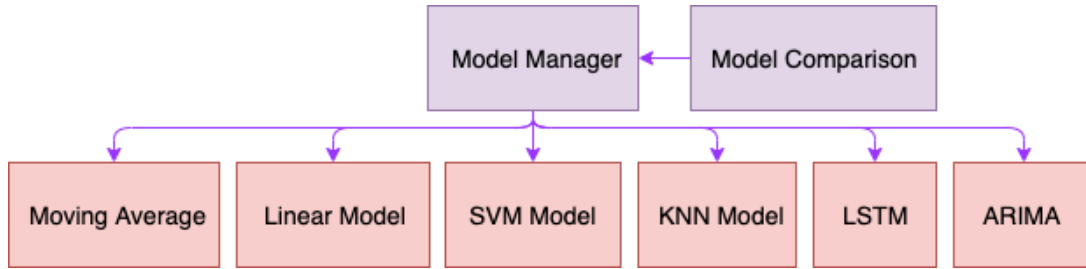 Model Manager
Model Comparison
Moving Average
Linear Model
SVM Model
KNN Model
LSTM
ARIMA